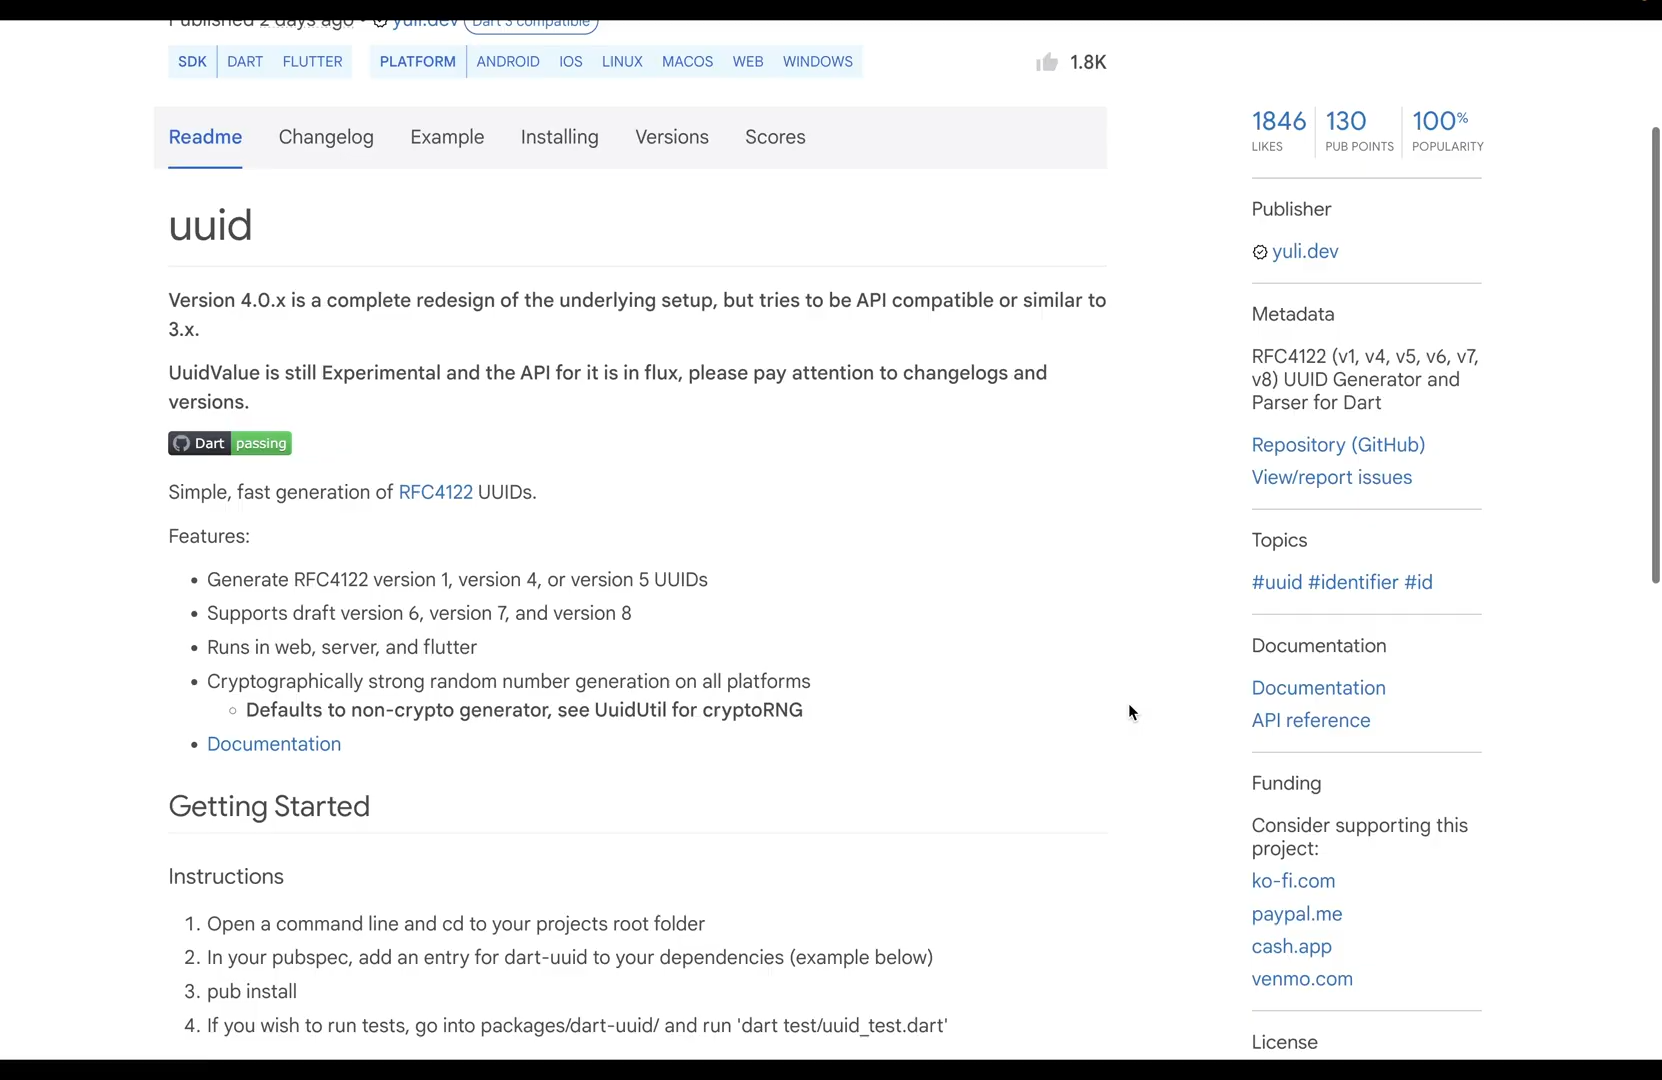 Published 2 days ago • yuli.dev Dart 3 compatible
SDK DART FLUTTER PLATFORM ANDROID IOS LINUX MACOS WEB WINDOWS 1.8K
Readme Changelog Example Installing Versions Scores
uuid
Version 4.0.x is a complete redesign of the underlying setup, but tries to be API compatible or similar to
3.x.
UuidValue is still Experimental and the API for it is in flux, please pay attention to changelogs and
versions.
Dart passing
Simple, fast generation of RFC4122 UUIDs.
Features:
• Generate RFC4122 version 1, version 4, or version 5 UUIDs
• Supports draft version 6, version 7, and version 8
• Runs in web, server, and flutter
• Cryptographically strong random number generation on all platforms
◦ Defaults to non-crypto generator, see UuidUtil for cryptoRNG
• Documentation
Getting Started
Instructions
1. Open a command line and cd to your projects root folder
2. In your pubspec, add an entry for dart-uuid to your dependencies (example below)
3. pub install
4. If you wish to run tests, go into packages/dart-uuid/ and run 'dart test/uuid_test.dart'
1846 130 100%
LIKES PUB POINTS POPULARITY
Publisher
yuli.dev
Metadata
RFC4122 (v1, v4, v5, v6, v7,
v8) UUID Generator and
Parser for Dart
Repository (GitHub)
View/report issues
Topics
#uuid #identifier #id
Documentation
Documentation
API reference
Funding
Consider supporting this
project:
ko-fi.com
paypal.me
cash.app
venmo.com
License